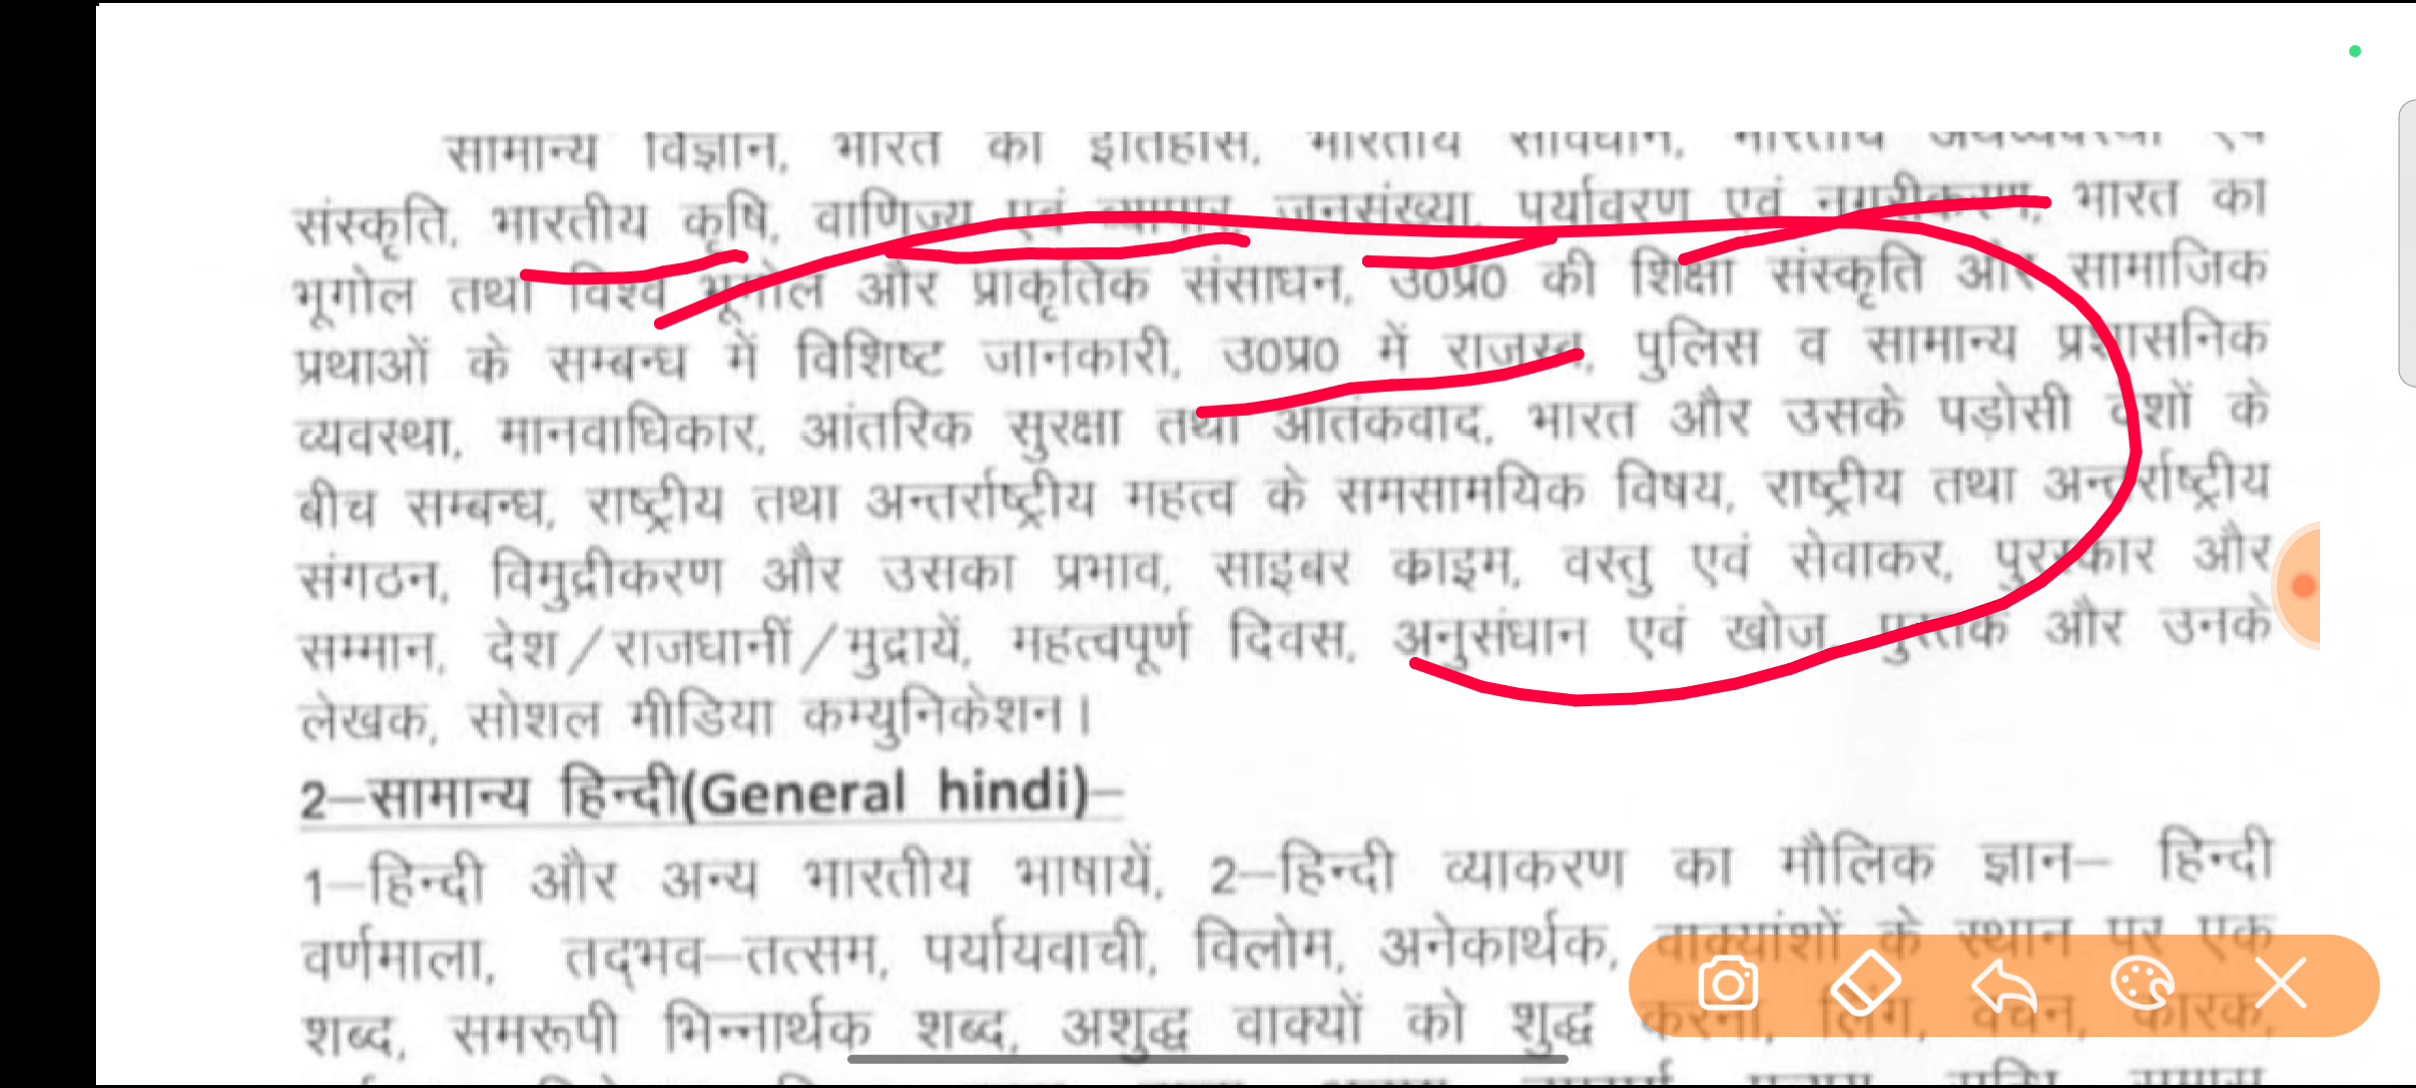 सामान्य विज्ञान, भारत का इतिहास, भारतीय संविधान, भारतीय अर्थव्यवस्था एवं
संस्कृति, भारतीय कृषि, वाणिज्य एवं व्यापार, जनसंख्या, पर्यावरण एवं नगरीकरण, भारत का
भूगोल तथा विश्व भूगोल और प्राकृतिक संसाधन, उ0प्र0 की शिक्षा संस्कृति और सामाजिक
प्रथाओं के सम्बन्ध में विशिष्ट जानकारी, उ0प्र0 में राजस्व, पुलिस व सामान्य प्रशासनिक
व्यवस्था, मानवाधिकार, आंतरिक सुरक्षा तथा आतंकवाद, भारत और उसके पड़ोसी देशों के
बीच सम्बन्ध, राष्ट्रीय तथा अन्तर्राष्ट्रीय महत्व के समसामयिक विषय, राष्ट्रीय तथा अन्तर्राष्ट्रीय
संगठन, विमुद्रीकरण और उसका प्रभाव, साइबर क्राइम, वस्तु एवं सेवाकर, पुरस्कार और
सम्मान, देश/राजधानीं/मुद्रायें, महत्वपूर्ण दिवस, अनुसंधान एवं खोज, पुस्तक और उनके
लेखक, सोशल मीडिया कम्युनिकेशन।
2–सामान्य हिन्दी(General hindi)–
1–हिन्दी और अन्य भारतीय भाषायें, 2–हिन्दी व्याकरण का मौलिक ज्ञान– हिन्दी
वर्णमाला, तद्भव–तत्सम, पर्यायवाची, विलोम, अनेकार्थक, वाक्यांशों के स्थान पर एक
शब्द, समरूपी भिन्नार्थक शब्द, अशुद्ध वाक्यों को शुद्ध करना, लिंग, वचन, कारक,